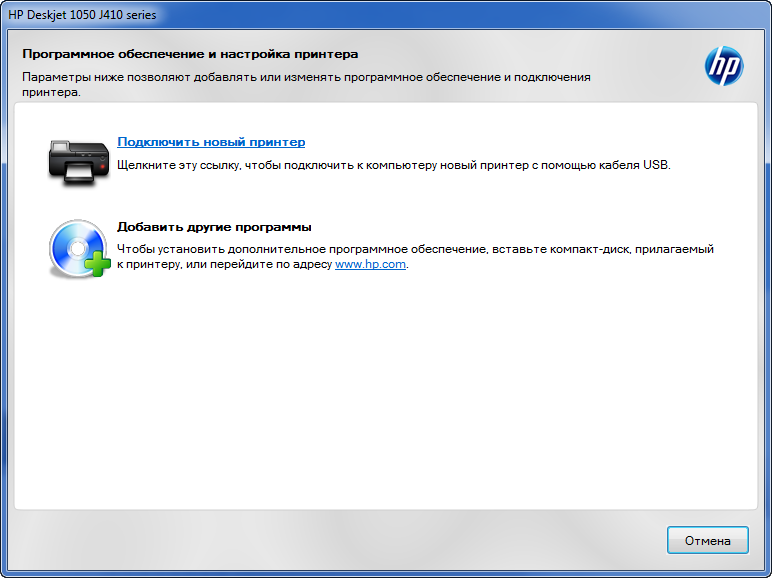 HP Deskjet 1050 J410 series
Программное обеспечение и настройка принтера
Параметры ниже позволяют добавлять или изменять программное обеспечение и подключения
принтера.
hp
Подключить новый принтер
Щелкните эту ссылку, чтобы подключить к компьютеру новый принтер с помощью кабеля USB.
Добавить другие программы
Чтобы установить дополнительное программное обеспечение, вставьте компакт-диск, прилагаемый
к принтеру, или перейдите по адресу www.hp.com.
Отмена